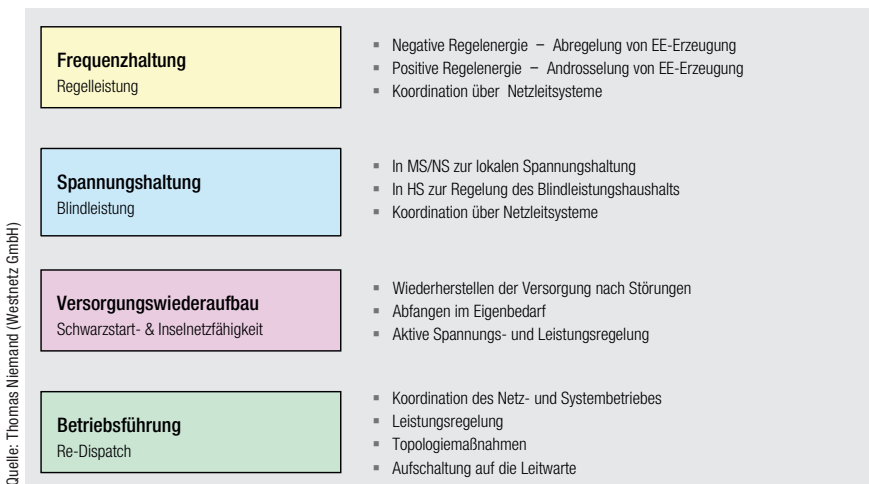 Frequenzhaltung
Regelleistung
▪ Negative Regelenergie – Abregelung von EE-Erzeugung
▪ Positive Regelenergie – Androsselung von EE-Erzeugung
▪ Koordination über Netzleitsysteme
Spannungshaltung
Blindleistung
▪ In MS/NS zur lokalen Spannungshaltung
▪ In HS zur Regelung des Blindleistungshaushalts
▪ Koordination über Netzleitsysteme
Versorgungswiederaufbau
Schwarzstart- & Inselnetzfähigkeit
▪ Wiederherstellen der Versorgung nach Störungen
▪ Abfangen im Eigenbedarf
▪ Aktive Spannungs- und Leistungsregelung
Betriebsführung
Re-Dispatch
▪ Koordination des Netz- und Systembetriebes
▪ Leistungsregelung
▪ Topologiemaßnahmen
▪ Aufschaltung auf die Leitwarte
Quelle: Thomas Niemand (Westnetz GmbH)